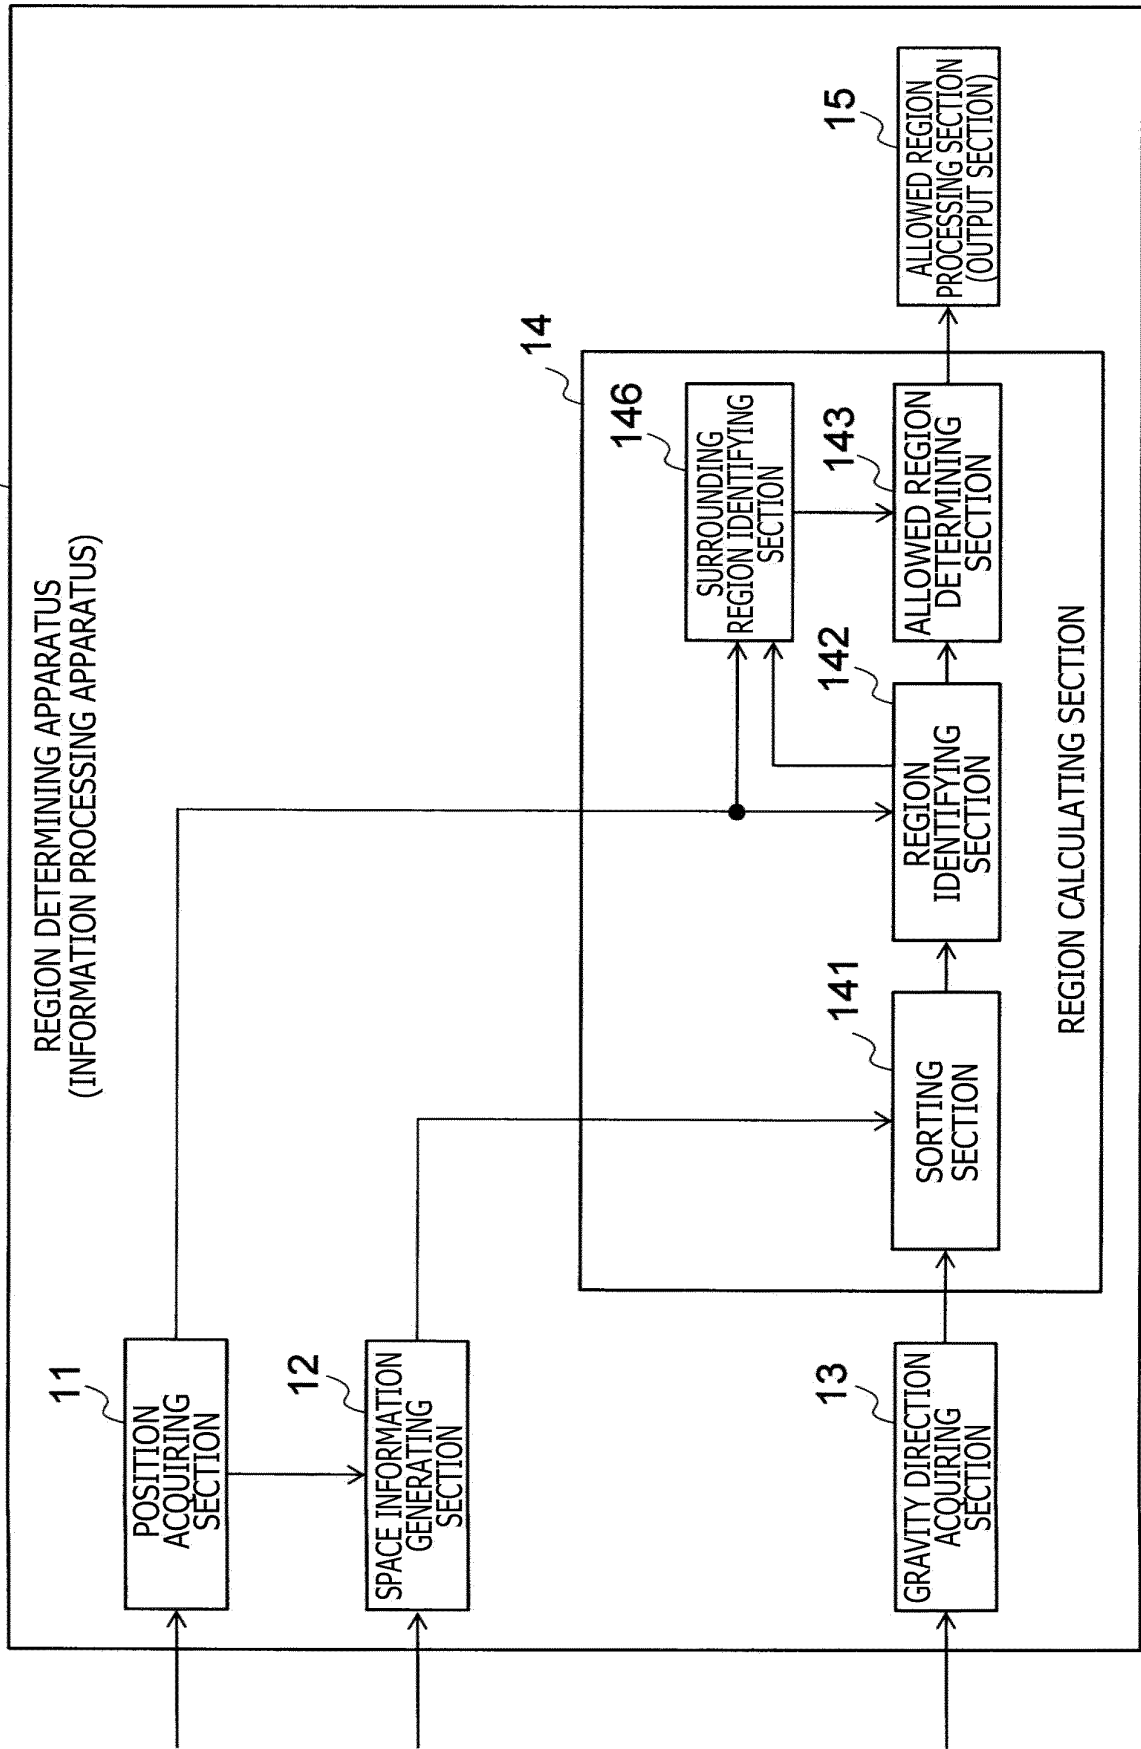 REGION DETERMINING APPARATUS
(INFORMATION PROCESSING APPARATUS)
11
POSITION
ACQUIRING
SECTION
12
SPACE INFORMATION
GENERATING
SECTION
13
GRAVITY DIRECTION
ACQUIRING
SECTION
14
141
SORTING
SECTION
142
REGION
IDENTIFYING
SECTION
146
SURROUNDING
REGION IDENTIFYING
SECTION
143
ALLOWED REGION
DETERMINING
SECTION
REGION CALCULATING SECTION
15
ALLOWED REGION
PROCESSING SECTION
(OUTPUT SECTION)